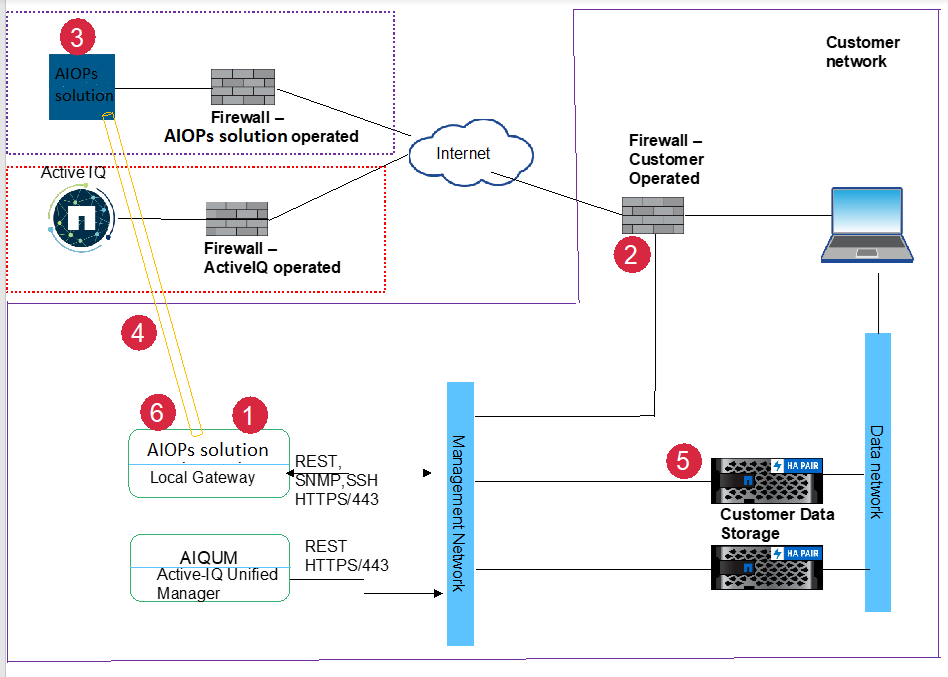 3
AIOPs
solution
Firewall –
AIOPs solution operated
Active IQ
Firewall –
ActiveIQ operated
Internet
Customer
network
Firewall –
Customer
Operated
2
4
6
1
AIOPs solution
Local Gateway
REST,
SNMP,SSH
HTTPS/443
AIQUM
Active-IQ Unified
Manager
REST
HTTPS/443
Management Network
5
HA PAIR
Customer Data
Storage
HA PAIR
Data network